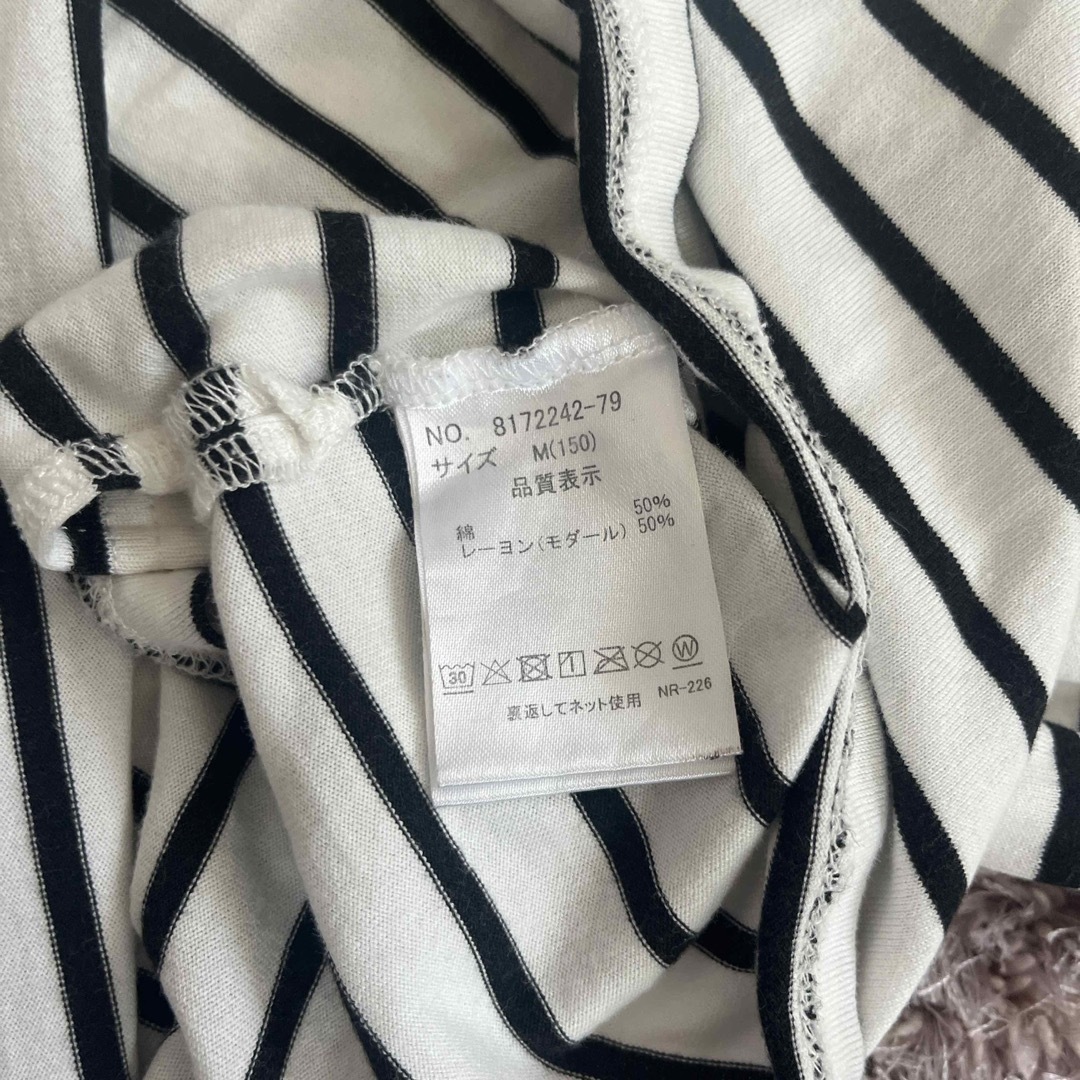 NO. 8172242-79
サイズ M(150)
品質表示
綿 50%
レーヨン(モダール) 50%
30 1 W
裏返してネット使用 NR-226